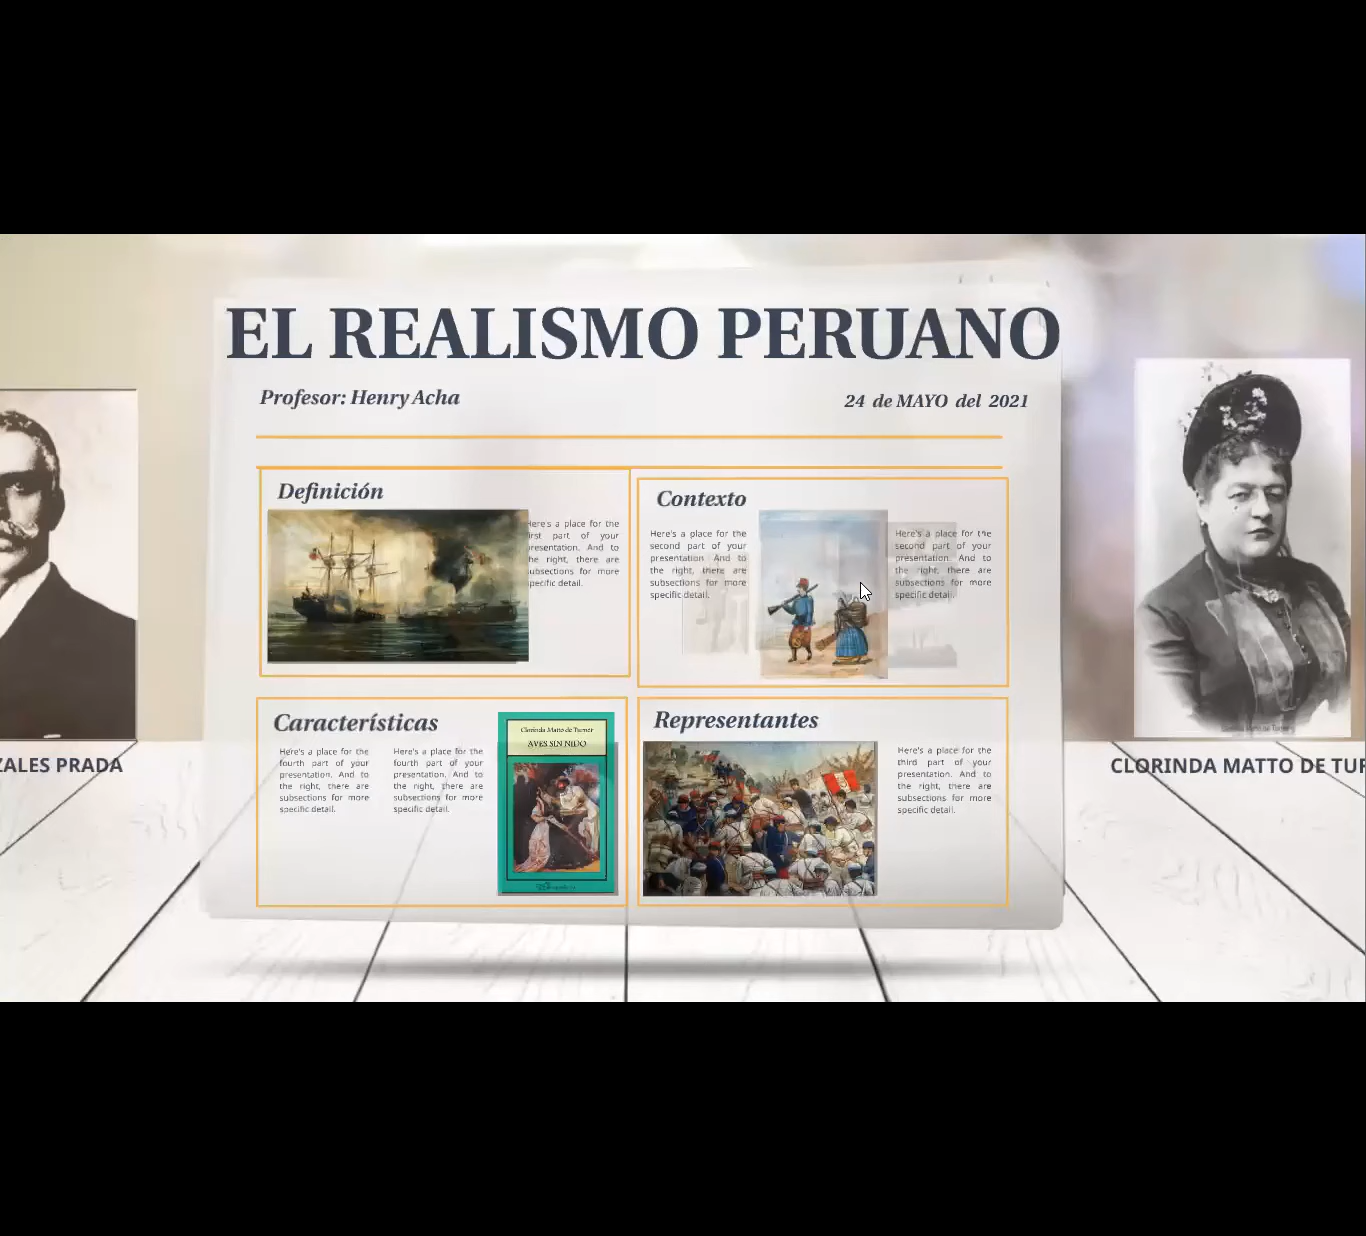 EL REALISMO PERUANO
Profesor: Henry Acha
24 de MAYO del 2021
Definición
Here's a place for the
first part of your
presentation. And to
the right, there are
subsections for more
specific detail.
Contexto
Here's a place for the
second part of your
presentation. And to
the right, there are
subsections for more
specific detail.
Here's a place for the
second part of your
presentation. And to
the right, there are
subsections for more
specific detail.
Características
Here's a place for the
fourth part of your
presentation. And to
the right, there are
subsections for more
specific detail.
Here's a place for the
fourth part of your
presentation. And to
the right, there are
subsections for more
specific detail.
Clorinda Matto de Turner
AVES SIN NIDO
Representantes
Here's a place for the
third part of your
presentation. And to
the right, there are
subsections for more
specific detail.
ZALES PRADA
CLORINDA MATTO DE TUR